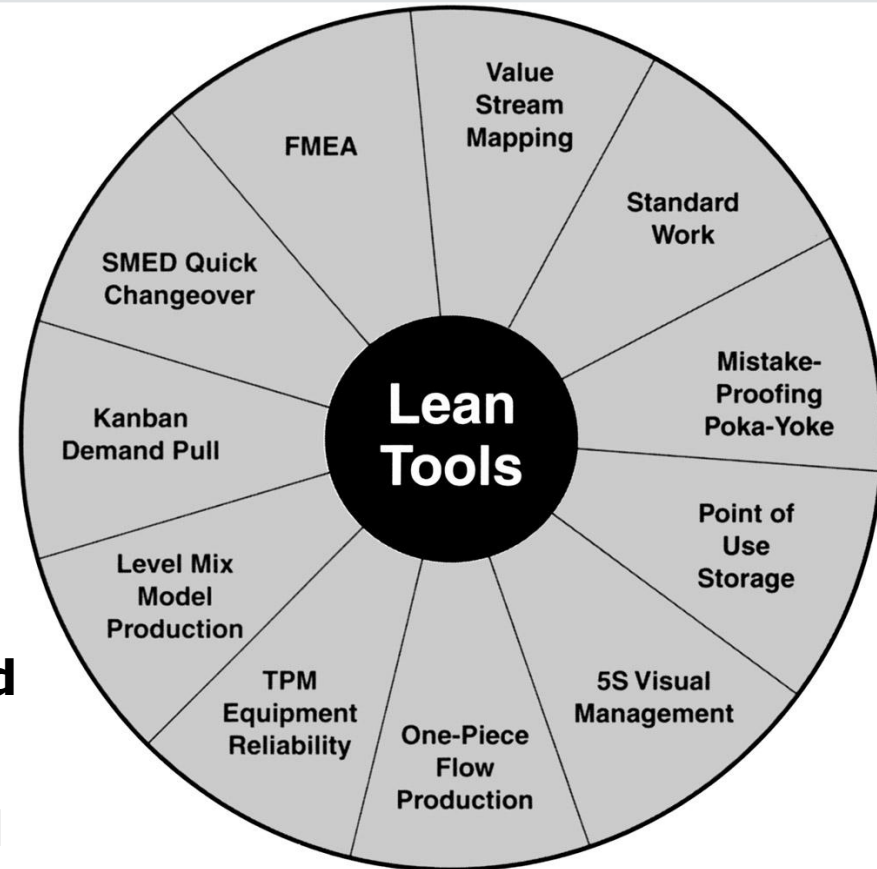 Value
Stream
Mapping
Standard
Work
Mistake-
Proofing
Poka-Yoke
Point of
Use
Storage
5S Visual
Management
One-Piece
Flow
Production
TPM
Equipment
Reliability
Level Mix
Model
Production
Kanban
Demand Pull
SMED Quick
Changeover
FMEA
Lean
Tools